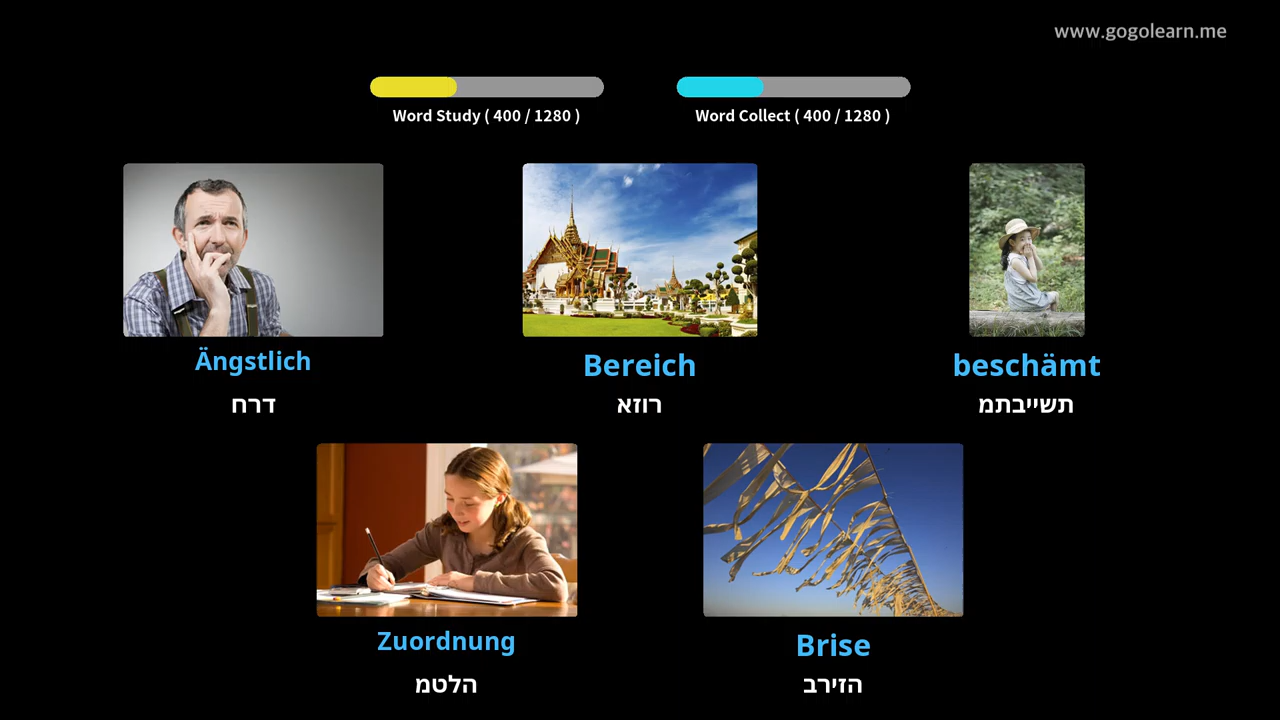 www.gogolearn.me
Word Study ( 400 / 1280 )
Word Collect ( 400 / 1280 )
Ängstlich
דרח
Bereich
רוזא
beschämt
תשייבתמ
Zuordnung
הלטמ
Brise
הזירב